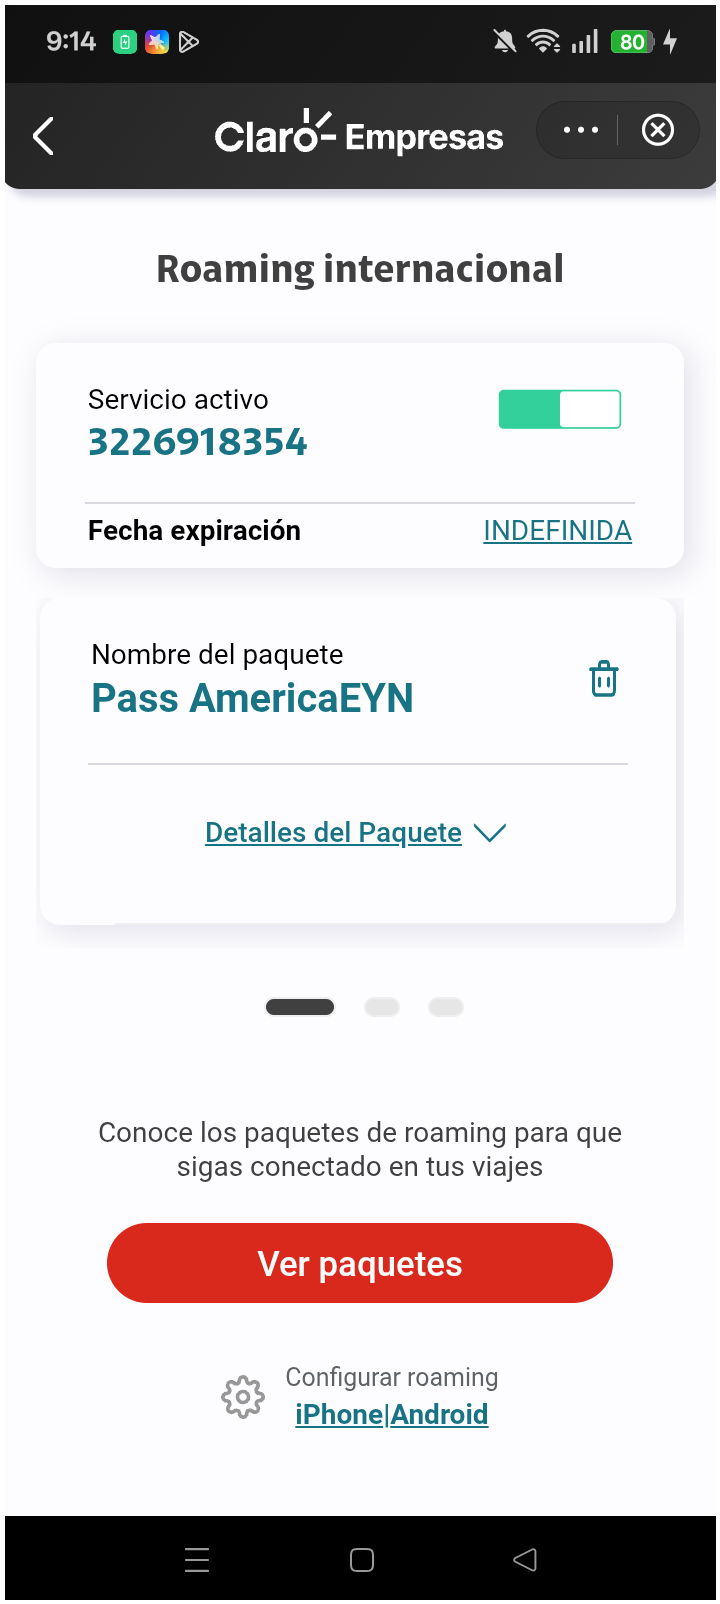 9:14
80
Claro- Empresas
Roaming internacional
Servicio activo
3226918354
Fecha expiración INDEFINIDA
Nombre del paquete
Pass AmericaEYN
Detalles del Paquete
Conoce los paquetes de roaming para que
sigas conectado en tus viajes
Ver paquetes
Configurar roaming
iPhone|Android